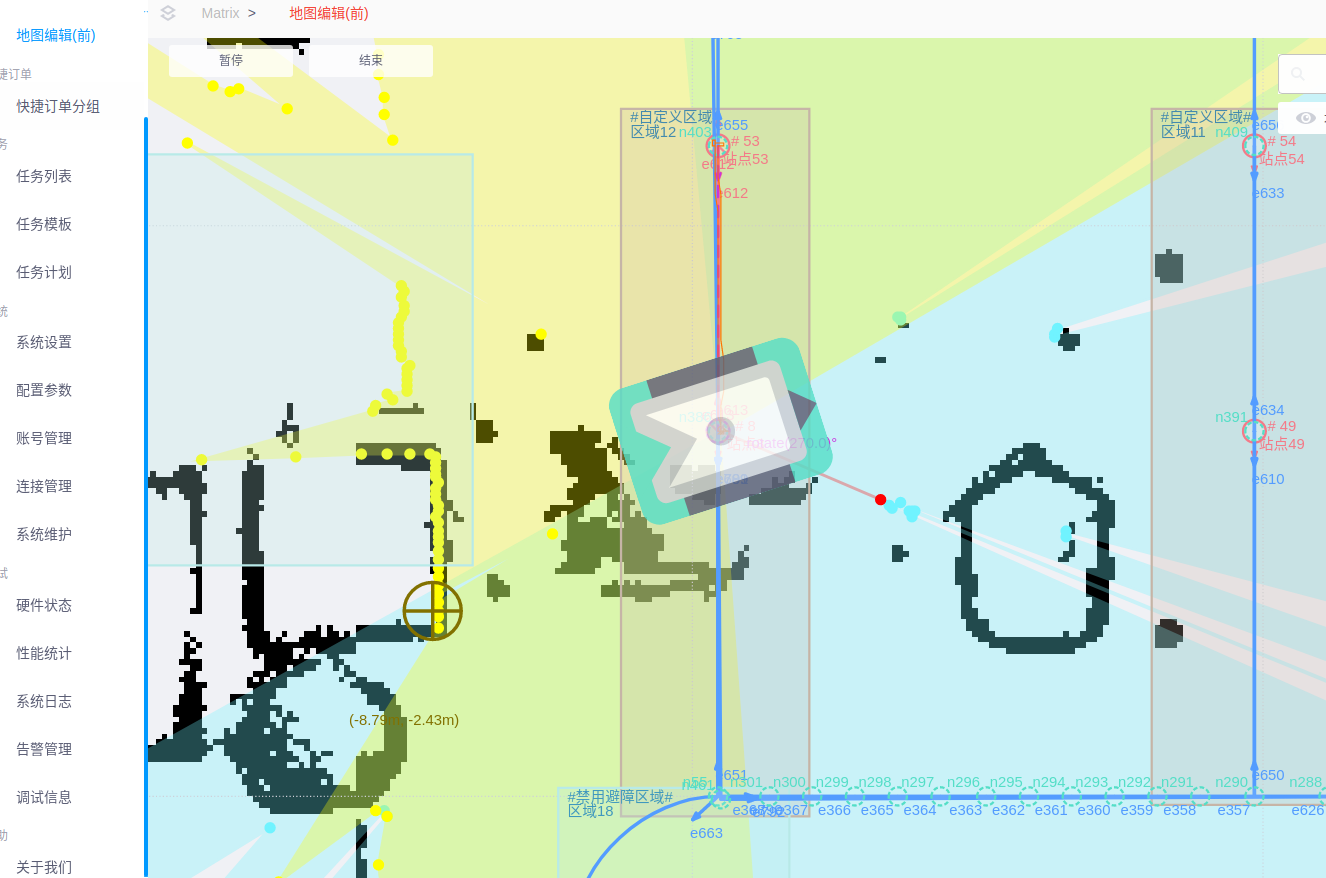 Matrix > 地图编辑(前)
地图编辑(前)
捷订单
快捷订单分组
务
任务列表
任务模板
任务计划
统
系统设置
配置参数
账号管理
连接管理
系统维护
试
硬件状态
性能统计
系统日志
告警管理
调试信息
助
关于我们
暂停
结束
#自定义区域
区域12
n403
e655
# 53
站点53
e612
e612
#自定义区域#
区域11
n409
# 54
站点54
e633
e613
# 8
rotate(270.0)°
n391
e634
# 49
站点49
e610
(-8.79m, -2.43m)
e651
e650
n55
n301
n300
n299
n298
n297
n296
n295
n294
n293
n292
n291
n290
n288
#禁用避障区域#
区域18
e367
e366
e365
e364
e363
e362
e361
e360
e359
e358
e357
e626
e663